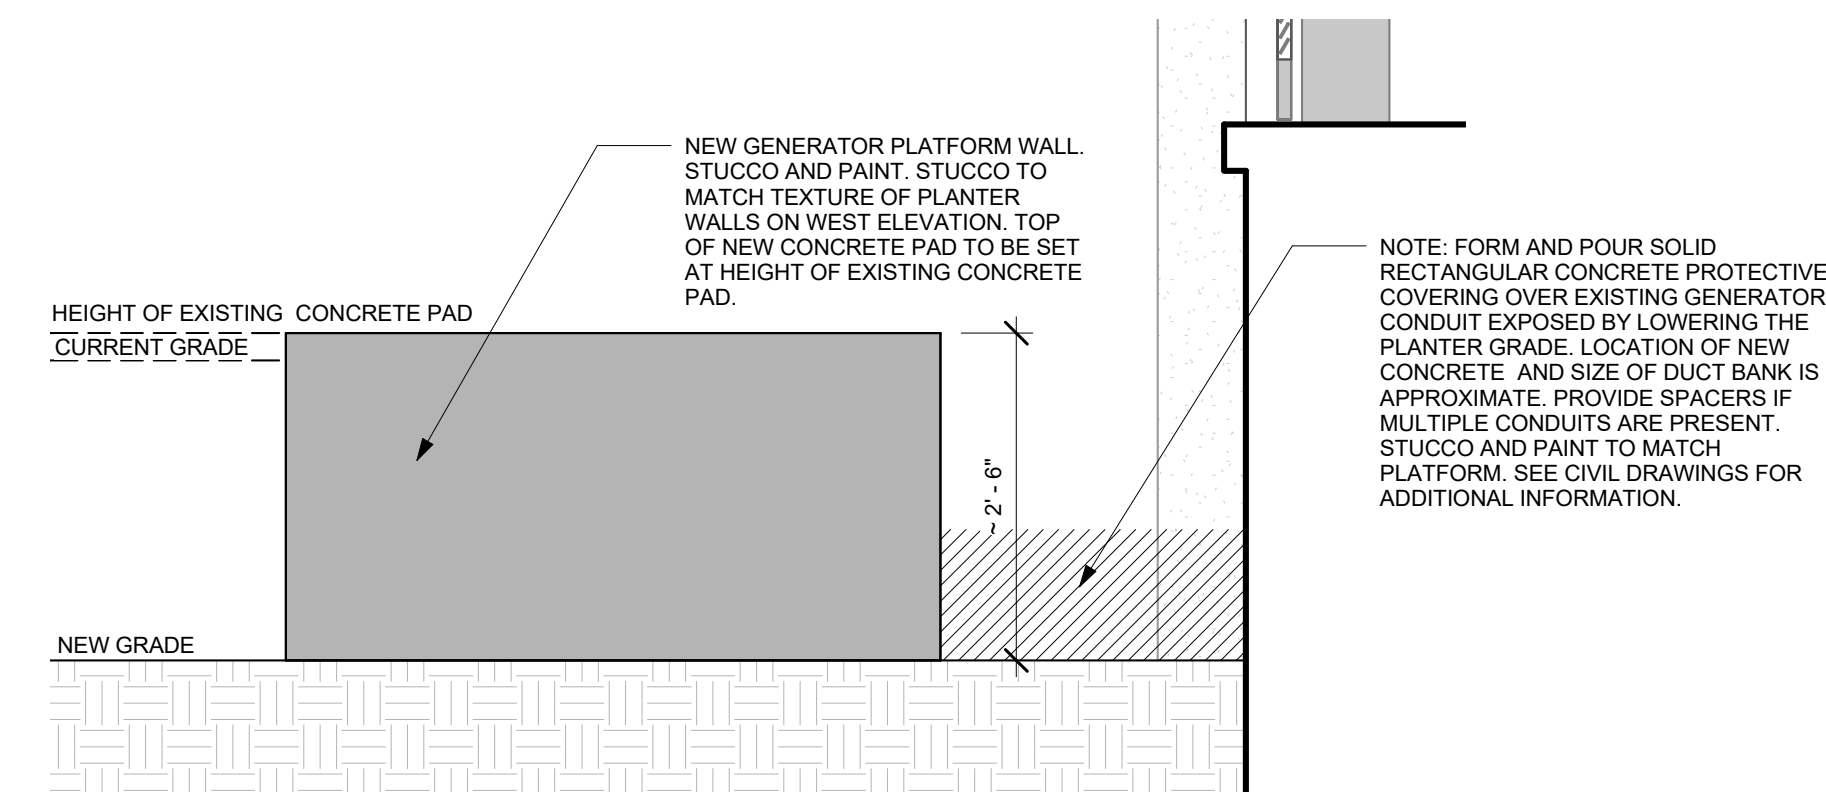 NEW GENERATOR PLATFORM WALL.
STUCCO AND PAINT. STUCCO TO
MATCH TEXTURE OF PLANTER
WALLS ON WEST ELEVATION. TOP
OF NEW CONCRETE PAD TO BE SET
AT HEIGHT OF EXISTING CONCRETE
PAD.
NOTE: FORM AND POUR SOLID
RECTANGULAR CONCRETE PROTECTIVE
COVERING OVER EXISTING GENERATOR
CONDUIT EXPOSED BY LOWERING THE
PLANTER GRADE. LOCATION OF NEW
CONCRETE AND SIZE OF DUCT BANK IS
APPROXIMATE. PROVIDE SPACERS IF
MULTIPLE CONDUITS ARE PRESENT.
STUCCO AND PAINT TO MATCH
PLATFORM. SEE CIVIL DRAWINGS FOR
ADDITIONAL INFORMATION.
HEIGHT OF EXISTING CONCRETE PAD
CURRENT GRADE
~ 2' - 6"
NEW GRADE